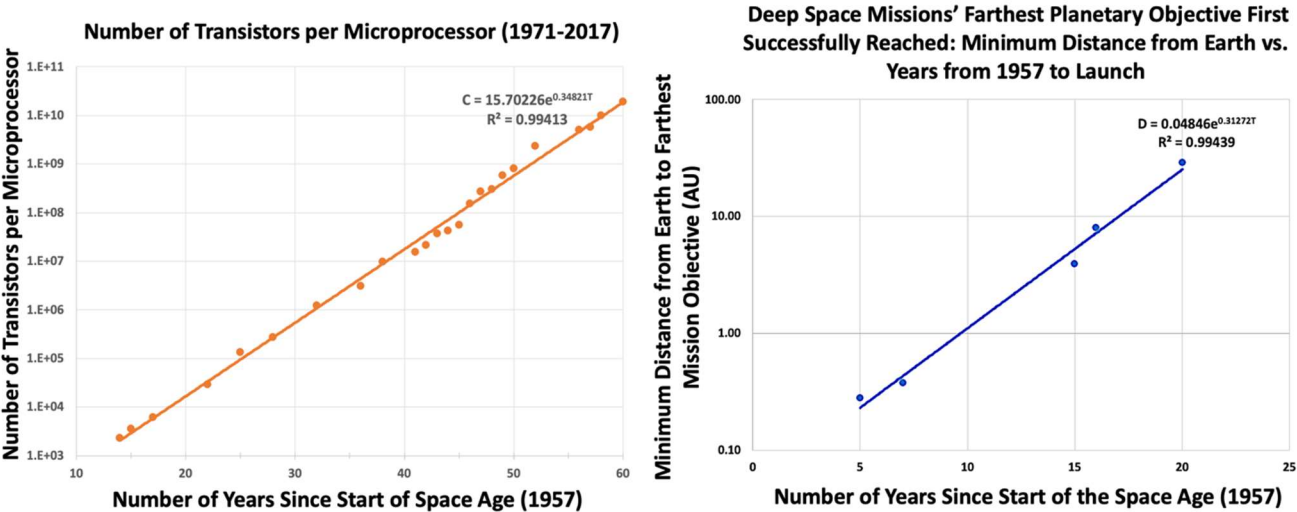 Number of Transistors per Microprocessor (1971-2017)
Number of Transistors per Microprocessor
1.E+11
1.E+10
1.E+09
1.E+08
1.E+07
1.E+06
1.E+05
1.E+04
1.E+03
C = 15.70226e^0.34821T
R² = 0.99413
10 20 30 40 50 60
Number of Years Since Start of Space Age (1957)
Deep Space Missions’ Farthest Planetary Objective First
Successfully Reached: Minimum Distance from Earth vs.
Years from 1957 to Launch
Minimum Distance from Earth to Farthest
Mission Objective (AU)
100.00
10.00
1.00
0.10
D = 0.04846e^0.31272T
R² = 0.99439
0 5 10 15 20 25
Number of Years Since Start of the Space Age (1957)